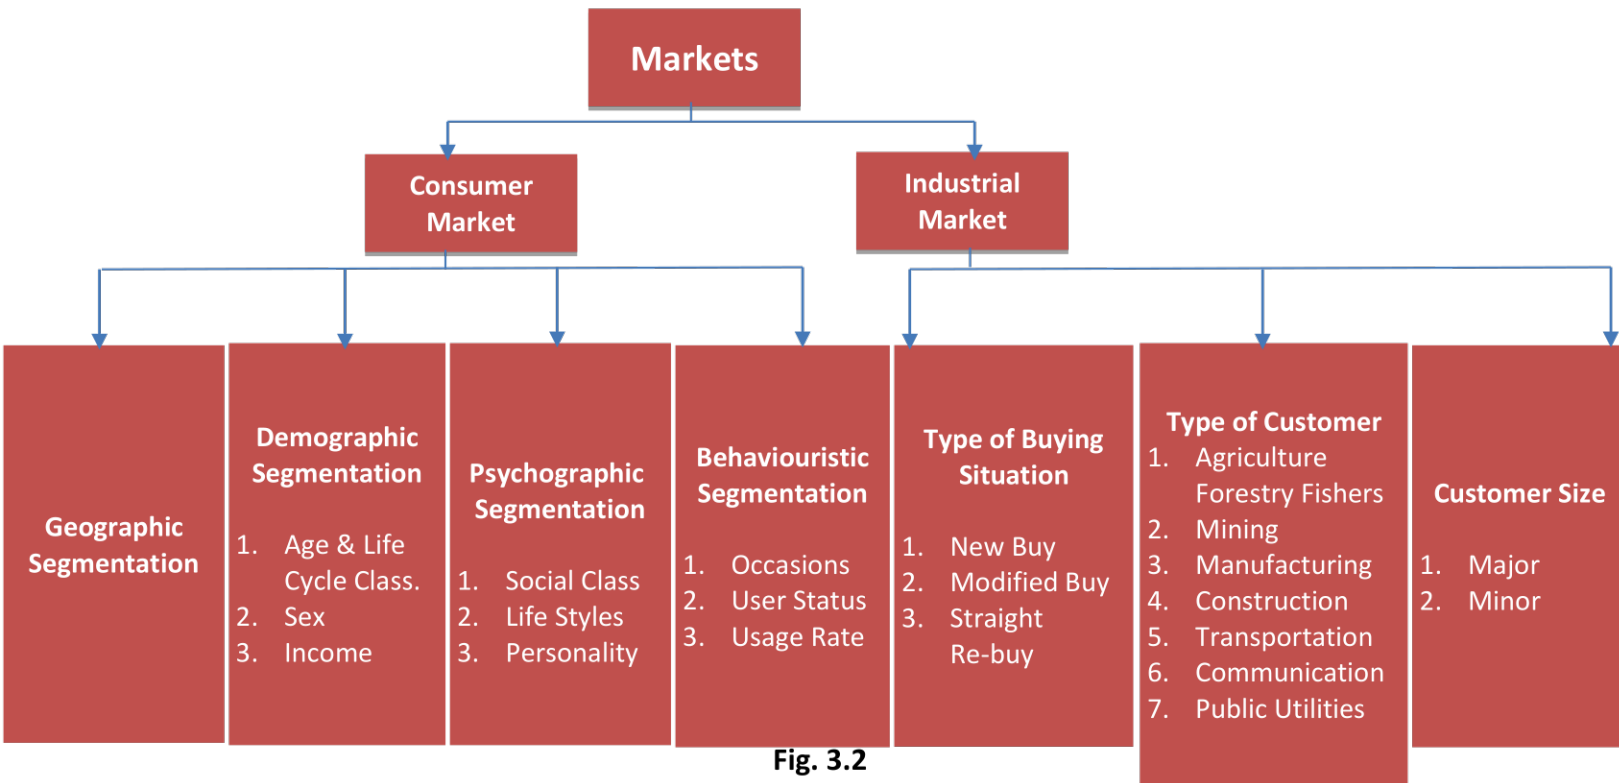 Markets
Consumer
Market
Industrial
Market
Geographic
Segmentation
Demographic
Segmentation
1. Age & Life
Cycle Class.
2. Sex
3. Income
Psychographic
Segmentation
1. Social Class
2. Life Styles
3. Personality
Behaviouristic
Segmentation
1. Occasions
2. User Status
3. Usage Rate
Type of Buying
Situation
1. New Buy
2. Modified Buy
3. Straight
Re-buy
Type of Customer
1. Agriculture
Forestry Fishers
2. Mining
3. Manufacturing
4. Construction
5. Transportation
6. Communication
7. Public Utilities
Customer Size
1. Major
2. Minor
Fig. 3.2